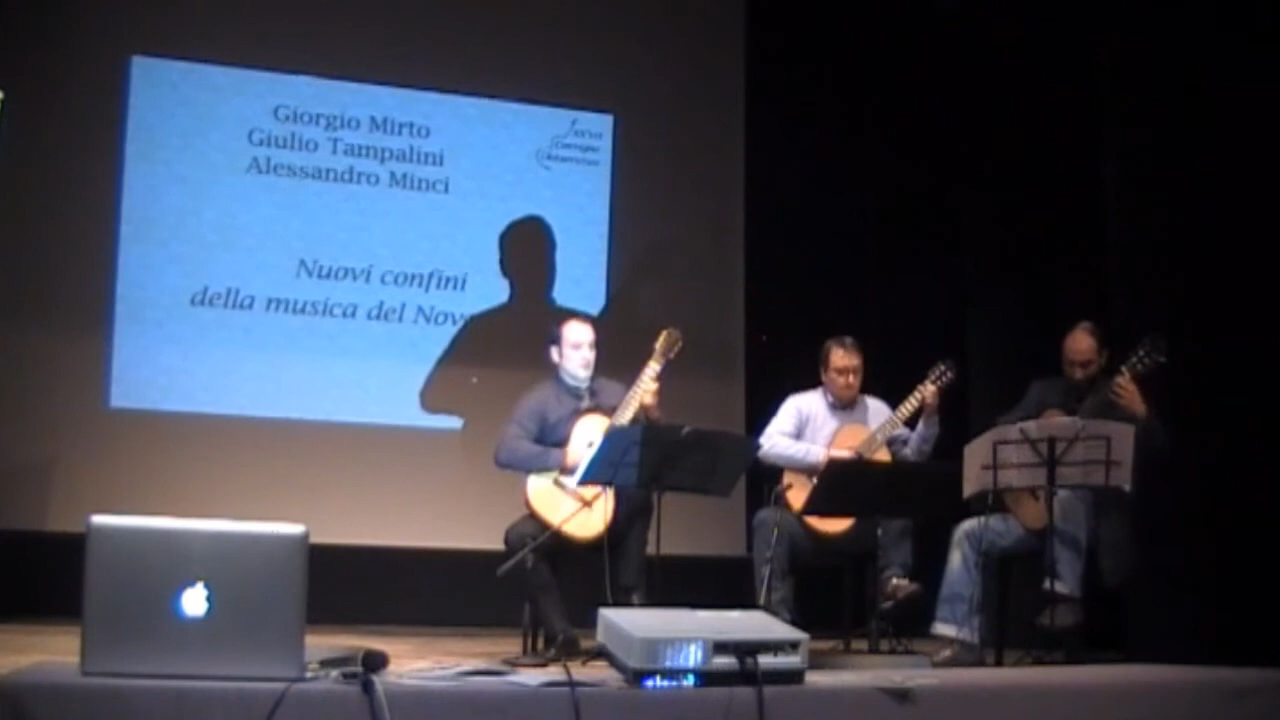 Giorgio Mirto
Giulio Tampalini
Alessandro Minci
Nuovi confini
della musica del Nov